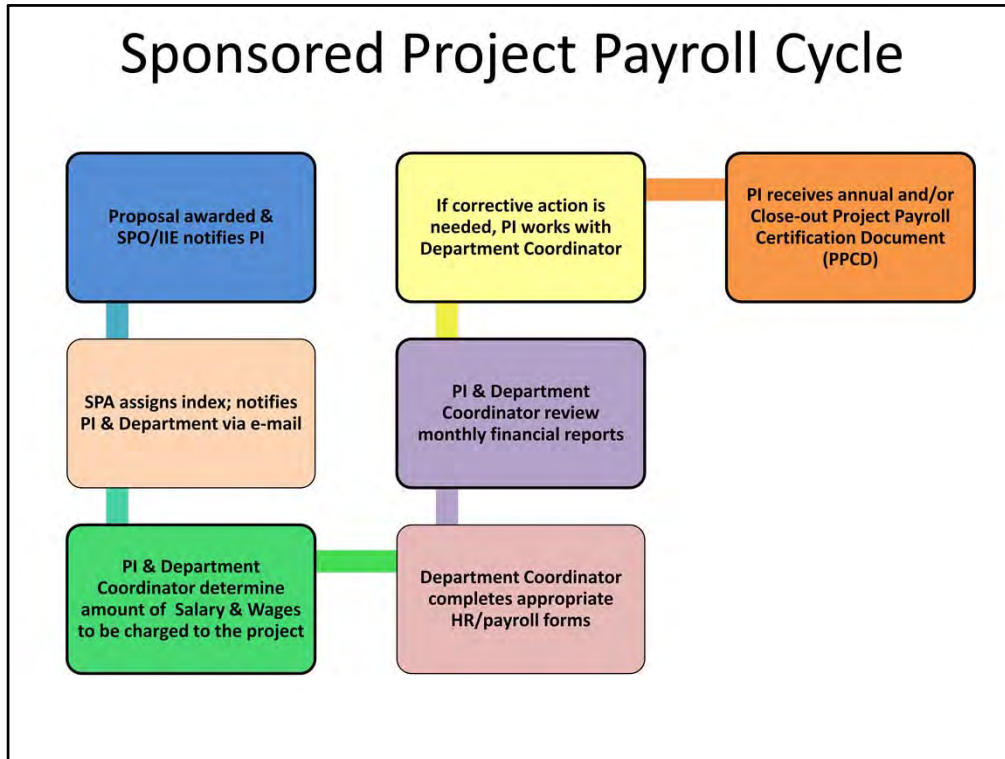 Sponsored Project Payroll Cycle
Proposal awarded &
SPO/IIE notifies PI
SPA assigns index; notifies
PI & Department via e-mail
PI & Department
Coordinator determine
amount of Salary & Wages
to be charged to the project
Department Coordinator
completes appropriate
HR/payroll forms
PI & Department
Coordinator review
monthly financial reports
If corrective action is
needed, PI works with
Department Coordinator
PI receives annual and/or
Close-out Project Payroll
Certification Document
(PPCD)